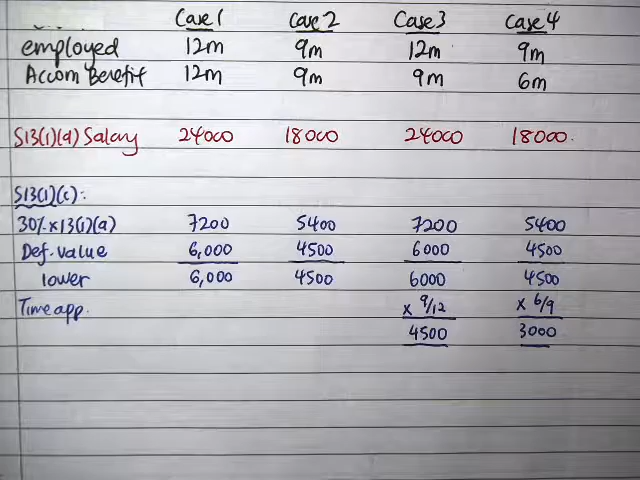 Case 1 Case 2 Case 3 Case 4
employed 12m 9m 12m 9m
Accom Benefit 12m 9m 9m 6m
S13(1)(a) Salary 24000 18000 24000 18000.
S13(1)(c):
30% x 13(1)(a) 7200 5400 7200 5400
Def. value 6,000 4500 6000 4500
lower 6,000 4500 6000 4500
Time app. x 9/12 x 6/9
4500 3000